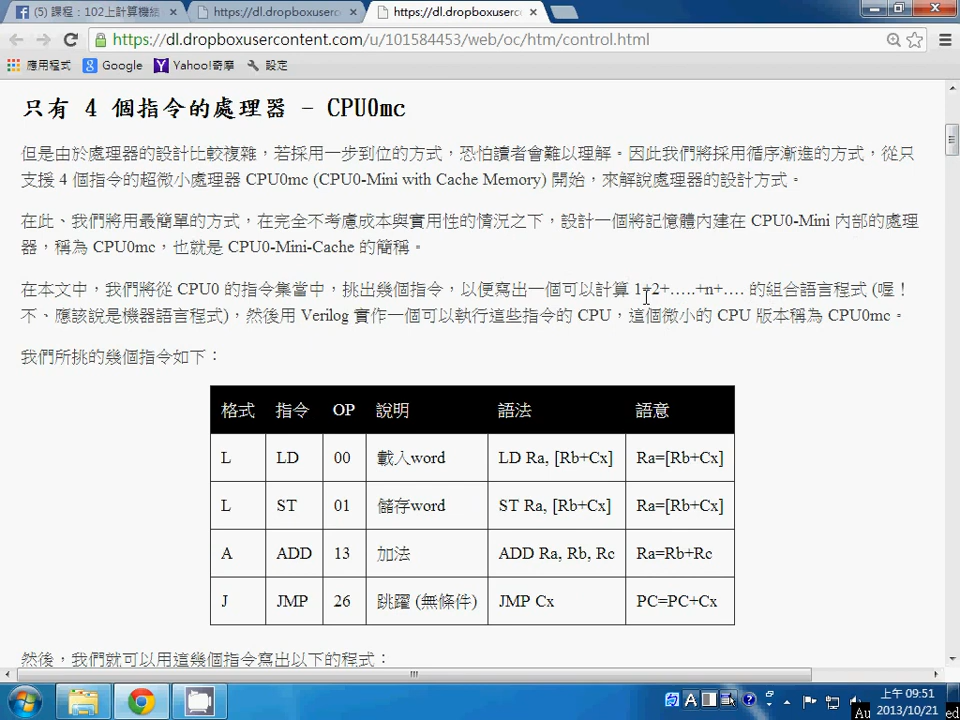 (5) 課程：102上計算機組
https://dl.dropboxuserc
https://dl.dropboxuserc
https://dl.dropboxusercontent.com/u/101584453/web/oc/htm/control.html
應用程式 Google Yahoo!奇摩 設定
只有 4 個指令的處理器 – CPU0mc
但是由於處理器的設計比較複雜，若採用一步到位的方式，恐怕讀者會難以理解。因此我們將採用循序漸進的方式，從只
支援 4 個指令的超微小處理器 CPU0mc (CPU0-Mini with Cache Memory) 開始，來解說處理器的設計方式。
在此、我們將用最簡單的方式，在完全不考慮成本與實用性的情況之下，設計一個將記憶體內建在 CPU0-Mini 內部的處理
器，稱為 CPU0mc，也就是 CPU0-Mini-Cache 的簡稱。
在本文中，我們將從 CPU0 的指令集當中，挑出幾個指令，以便寫出一個可以計算 1+2+…..+n+…. 的組合語言程式 (喔！
不、應該說是機器語言程式)，然後用 Verilog 實作一個可以執行這些指令的 CPU，這個微小的 CPU 版本稱為 CPU0mc。
我們所挑的幾個指令如下：
格式 指令 OP 說明 語法 語意
L LD 00 載入word LD Ra, [Rb+Cx] Ra=[Rb+Cx]
L ST 01 儲存word ST Ra, [Rb+Cx] Ra=[Rb+Cx]
A ADD 13 加法 ADD Ra, Rb, Rc Ra=Rb+Rc
J JMP 26 跳躍 (無條件) JMP Cx PC=PC+Cx
然後，我們就可以用這幾個指令寫出以下的程式：
上午 09:51
2013/10/21